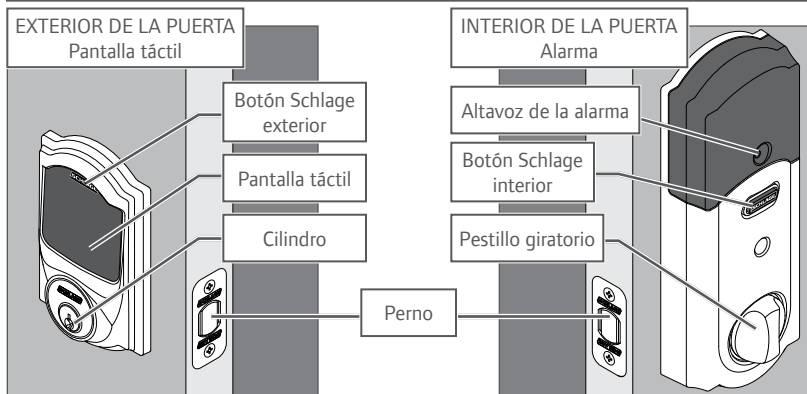 EXTERIOR DE LA PUERTA
Pantalla táctil
Botón Schlage
exterior
Pantalla táctil
Cilindro
Perno
INTERIOR DE LA PUERTA
Alarma
Altavoz de la alarma
Botón Schlage
interior
Pestillo giratorio